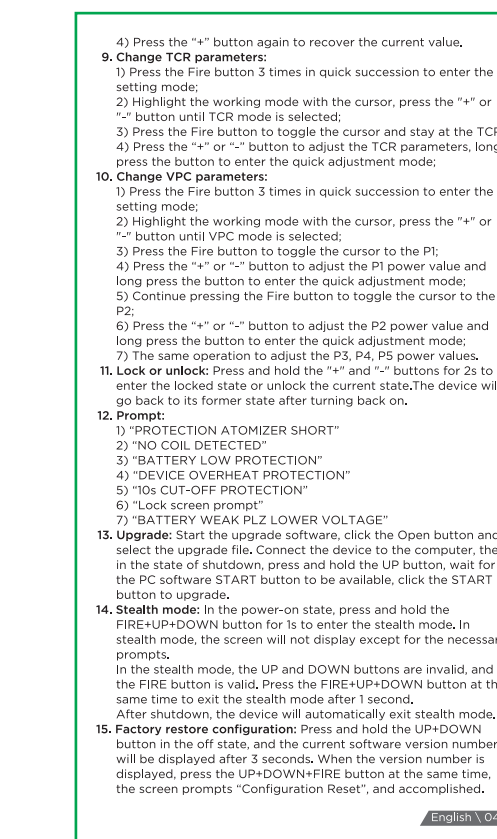 4) Press the “+” button again to recover the current value.
9. Change TCR parameters:
1) Press the Fire button 3 times in quick succession to enter the
setting mode;
2) Highlight the working mode with the cursor, press the "+" or
"-" button until TCR mode is selected;
3) Press the Fire button to toggle the cursor and stay at the TCR
4) Press the “+” or “-” button to adjust the TCR parameters, long
press the button to enter the quick adjustment mode;
10. Change VPC parameters:
1) Press the Fire button 3 times in quick succession to enter the
setting mode;
2) Highlight the working mode with the cursor, press the "+" or
"-" button until VPC mode is selected;
3) Press the Fire button to toggle the cursor to the P1;
4) Press the “+” or “-” button to adjust the P1 power value and
long press the button to enter the quick adjustment mode;
5) Continue pressing the Fire button to toggle the cursor to the
P2;
6) Press the “+” or “-” button to adjust the P2 power value and
long press the button to enter the quick adjustment mode;
7) The same operation to adjust the P3, P4, P5 power values.
11. Lock or unlock: Press and hold the "+" and "-" buttons for 2s to
enter the locked state or unlock the current state.The device wil
go back to its former state after turning back on.
12. Prompt:
1) “PROTECTION ATOMIZER SHORT”
2) “NO COIL DETECTED”
3) “BATTERY LOW PROTECTION”
4) “DEVICE OVERHEAT PROTECTION”
5) “10s CUT-OFF PROTECTION”
6) “Lock screen prompt”
7) “BATTERY WEAK PLZ LOWER VOLTAGE”
13. Upgrade: Start the upgrade software, click the Open button and
select the upgrade file. Connect the device to the computer, the
in the state of shutdown, press and hold the UP button, wait for
the PC software START button to be available, click the START
button to upgrade.
14. Stealth mode: In the power-on state, press and hold the
FIRE+UP+DOWN button for 1s to enter the stealth mode. In
stealth mode, the screen will not display except for the necessar
prompts.
In the stealth mode, the UP and DOWN buttons are invalid, and
the FIRE button is valid. Press the FIRE+UP+DOWN button at th
same time to exit the stealth mode after 1 second.
After shutdown, the device will automatically exit stealth mode.
15. Factory restore configuration: Press and hold the UP+DOWN
button in the off state, and the current software version number
will be displayed after 3 seconds. When the version number is
displayed, press the UP+DOWN+FIRE button at the same time,
the screen prompts “Configuration Reset”, and accomplished.
English \ 04